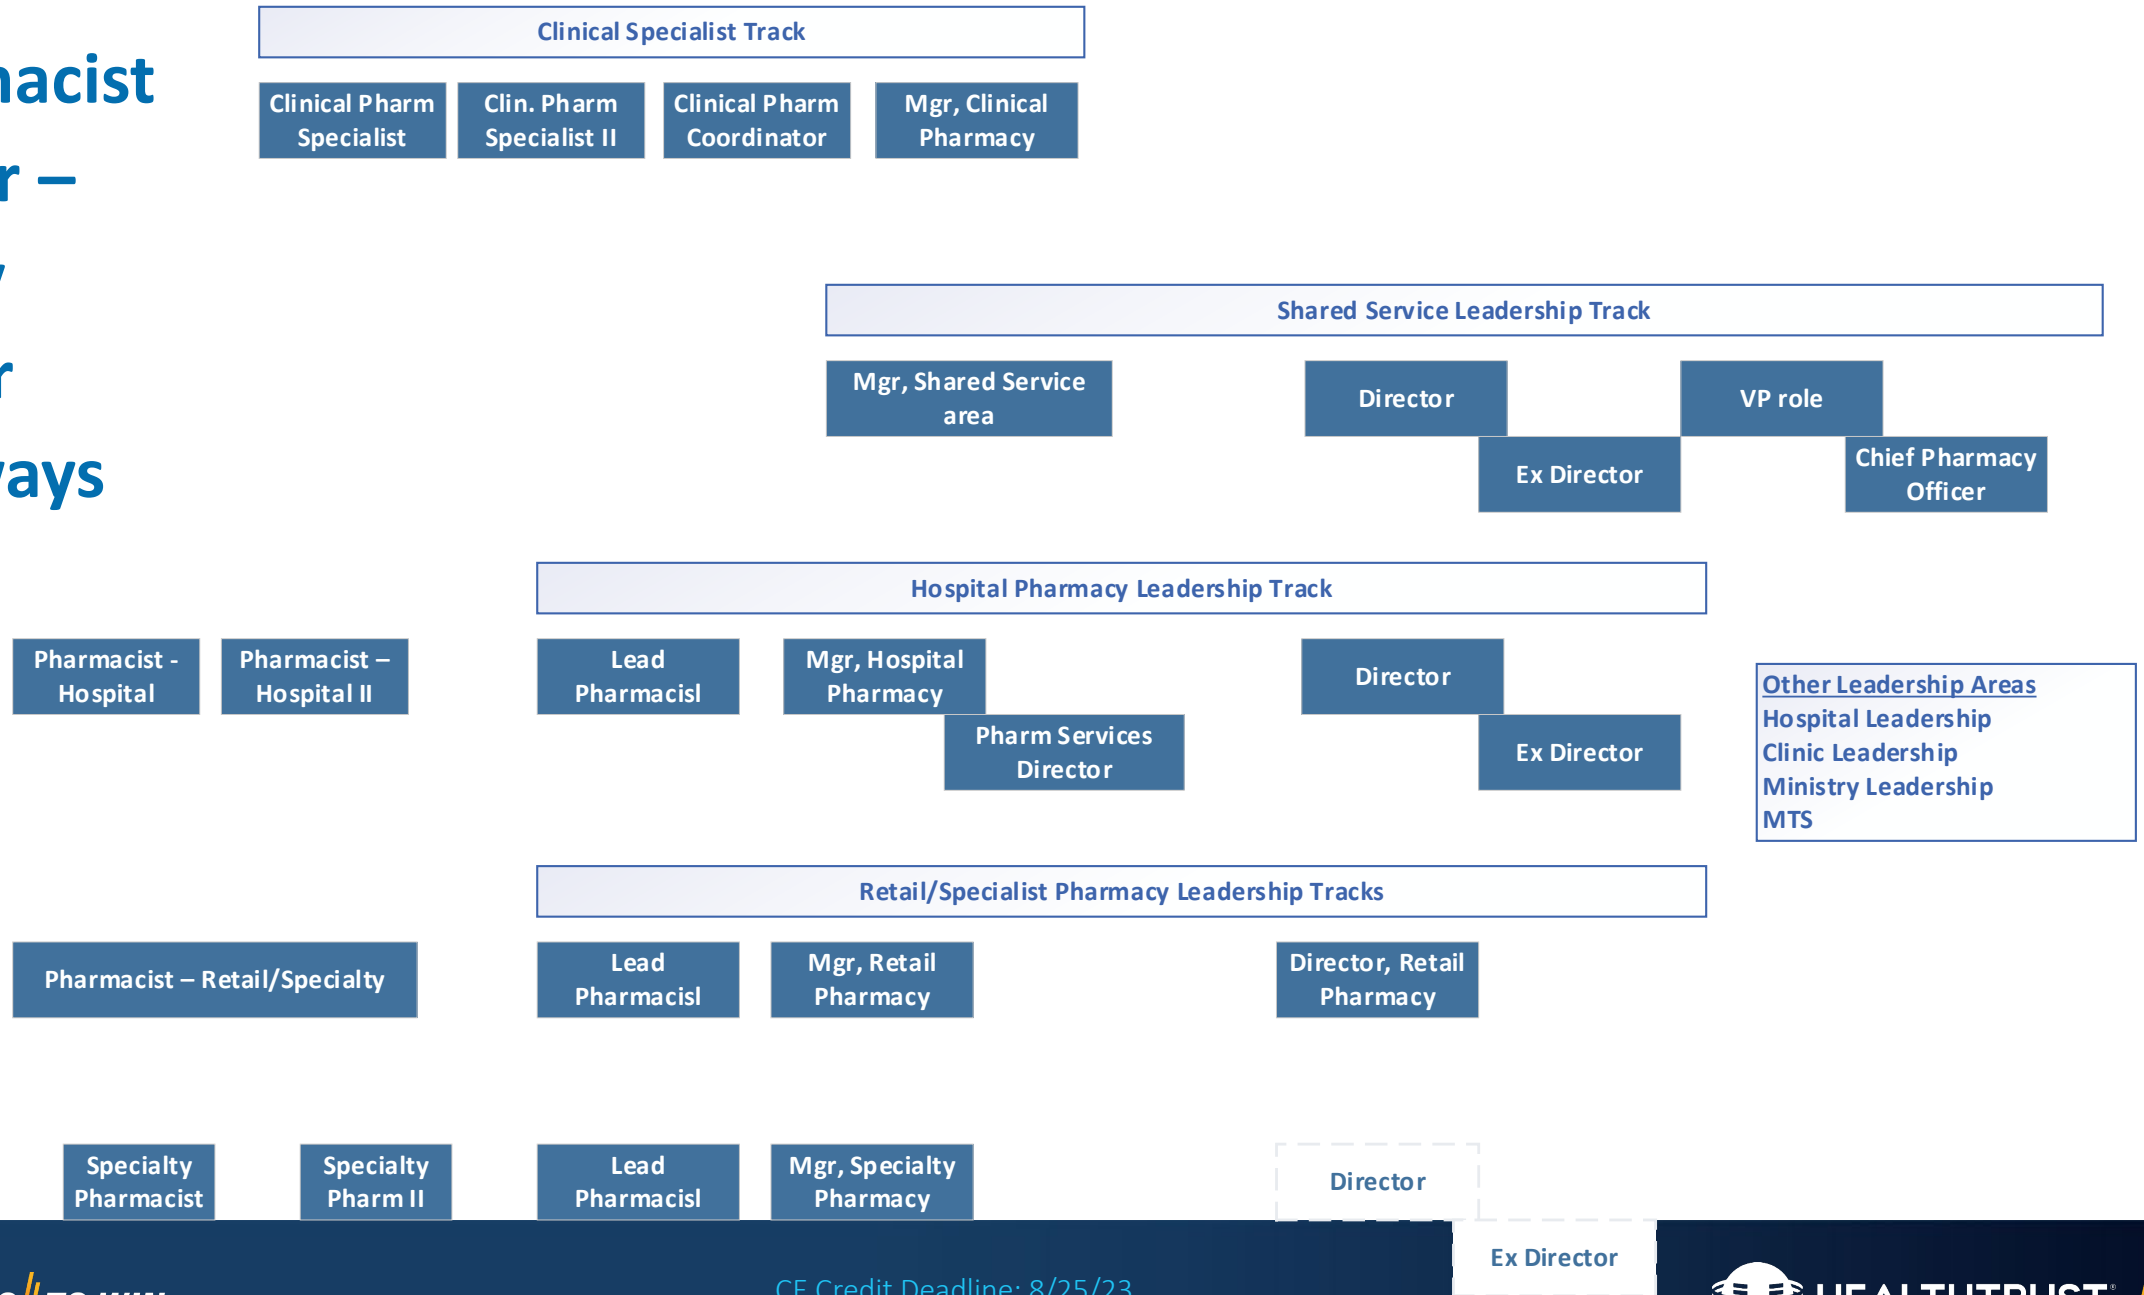 Clinical Specialist Track
Clinical Pharm
Specialist
Clin. Pharm
Specialist II
Clinical Pharm
Coordinator
Mgr, Clinical
Pharmacy
Shared Service Leadership Track
Mgr, Shared Service
area
Director
Ex Director
VP role
Chief Pharmacy
Officer
Hospital Pharmacy Leadership Track
Pharmacist -
Hospital
Pharmacist –
Hospital II
Lead
Pharmacisl
Mgr, Hospital
Pharmacy
Pharm Services
Director
Director
Ex Director
Other Leadership Areas
Hospital Leadership
Clinic Leadership
Ministry Leadership
MTS
Retail/Specialist Pharmacy Leadership Tracks
Pharmacist – Retail/Specialty
Lead
Pharmacisl
Mgr, Retail
Pharmacy
Director, Retail
Pharmacy
Specialty
Pharmacist
Specialty
Pharm II
Lead
Pharmacisl
Mgr, Specialty
Pharmacy
Director
Ex Director
CE Credit Deadline: 8/25/23
HEALTHTRUST